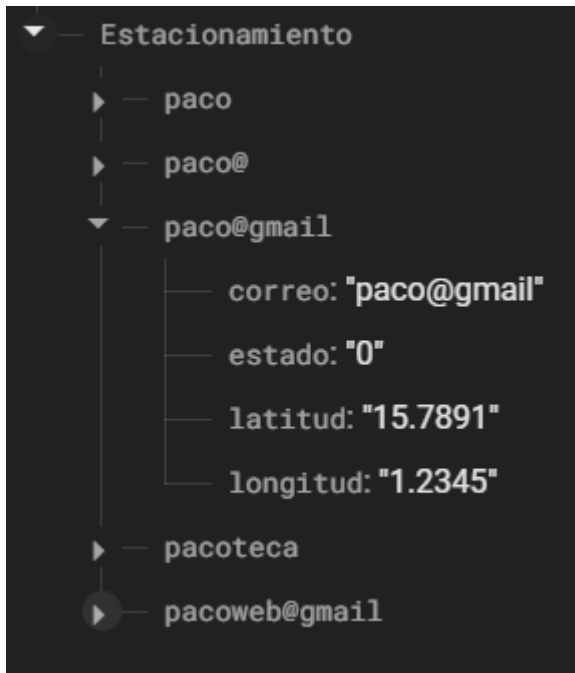 Estacionamiento
paco
paco@
paco@gmail
correo: "paco@gmail"
estado: "0"
latitud: "15.7891"
longitud: "1.2345"
pacoteca
pacoweb@gmail